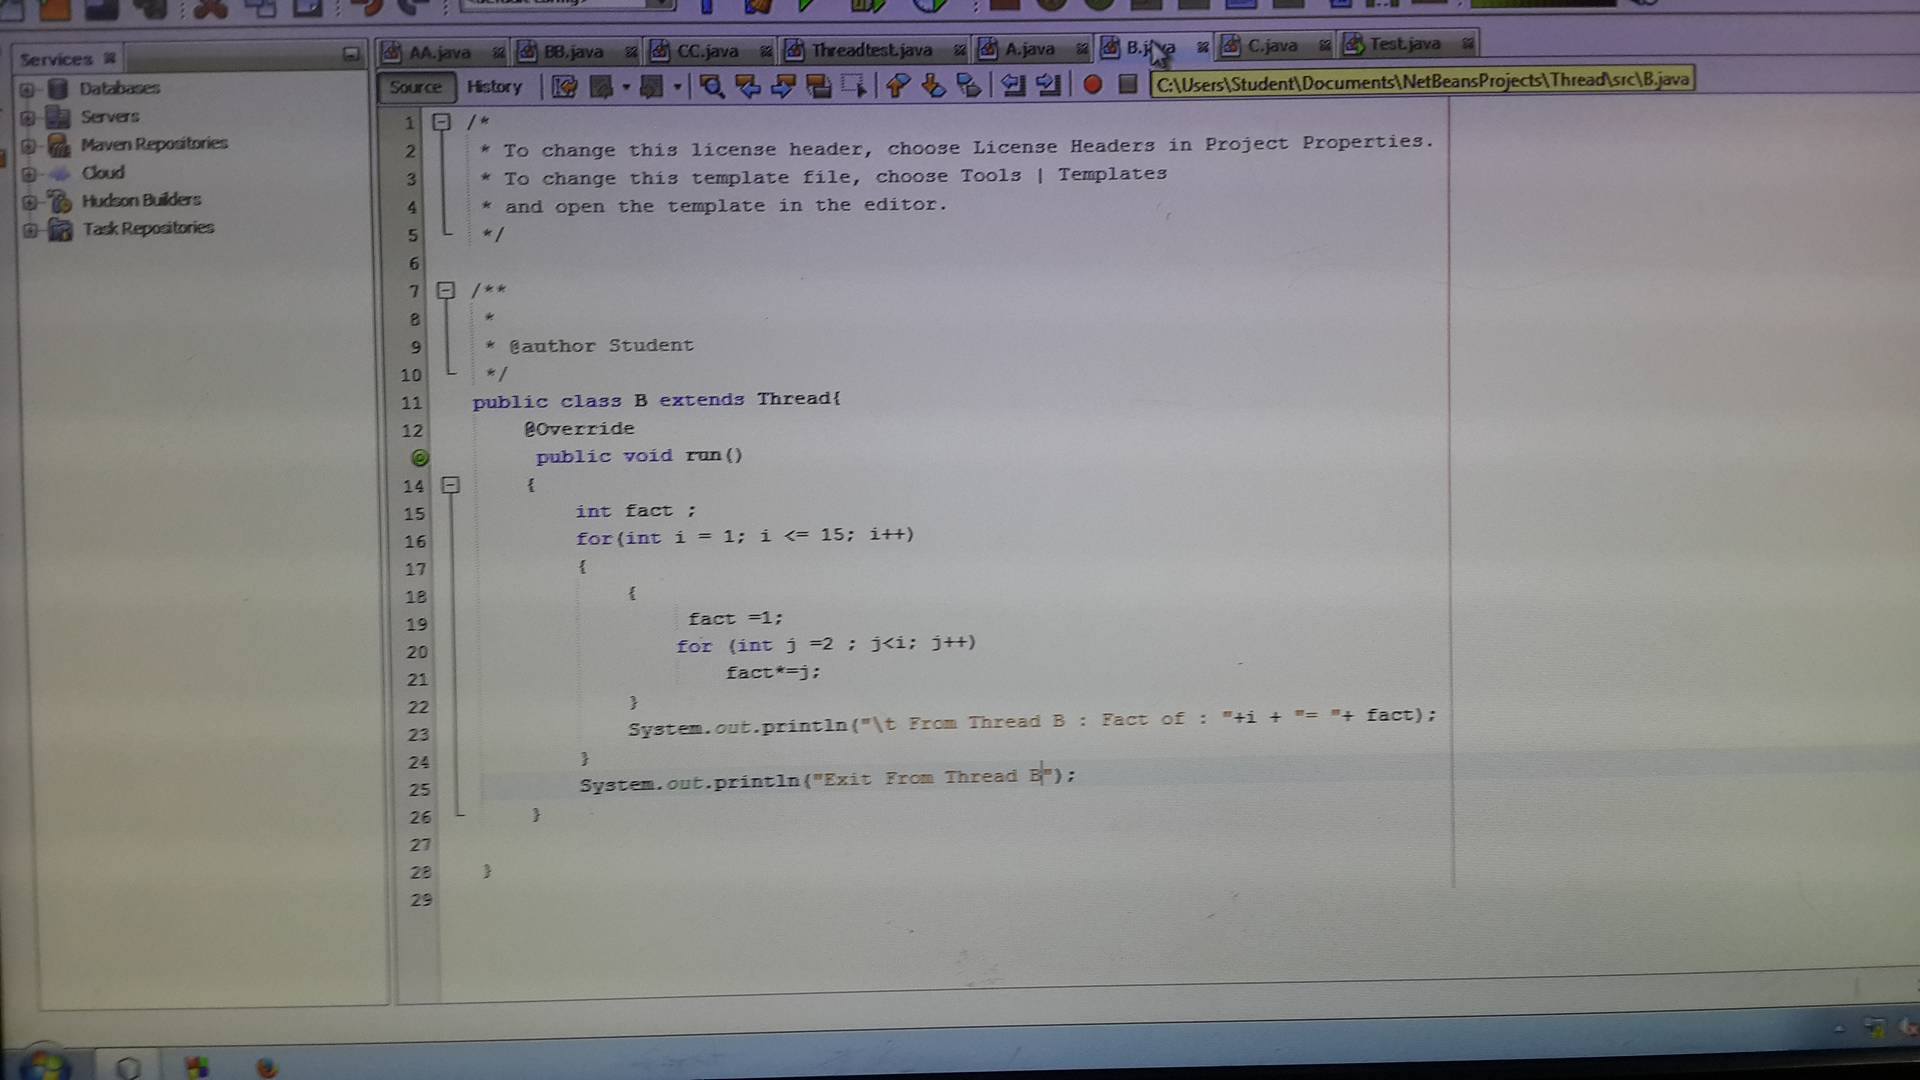 Services
Databases
Servers
Maven Repositories
Cloud
Hudson Builders
Task Repositories
AA.java
BB.java
CC.java
Threadtest.java
A.java
B.java
C.java
Test.java
Source
History
C:\Users\Student\Documents\NetBeansProjects\Thread\src\B.java
1 /*
2 * To change this license header, choose License Headers in Project Properties.
3 * To change this template file, choose Tools | Templates
4 * and open the template in the editor.
5 */
6
7 /**
8 *
9 * @author Student
10 */
11 public class B extends Thread{
12 @Override
public void run()
14 {
15 int fact ;
16 for(int i = 1; i <= 15; i++)
17 {
18 {
19 fact =1;
20 for (int j =2 ; j<i; j++)
21 fact*=j;
22 }
23 System.out.println("\t From Thread B : Fact of : "+i + "= "+ fact);
24 }
25 System.out.println("Exit From Thread B");
26 }
27
28 }
29